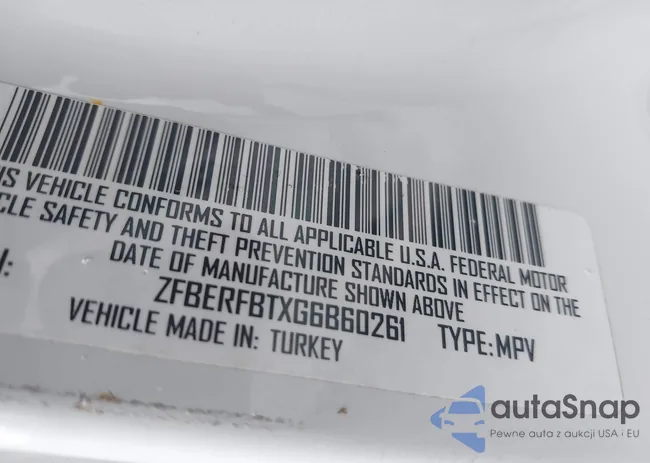 IS VEHICLE CONFORMS TO ALL APPLICABLE U.S.A. FEDERAL MOTOR
CLE SAFETY AND THEFT PREVENTION STANDARDS IN EFFECT ON THE
DATE OF MANUFACTURE SHOWN ABOVE
: ZFBERFBTXG6B60261 TYPE: MPV
VEHICLE MADE IN: TURKEY
autaSnap
Pewne auta z aukcji USA i EU